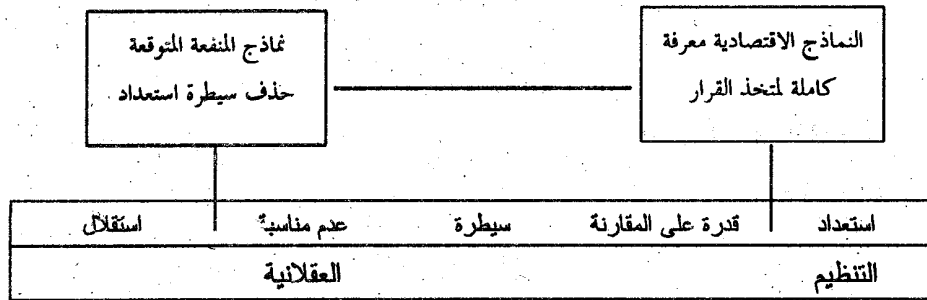 النماذج الاقتصادية معرفة
كاملة لمتخذ القرار
نماذج المنفعة المتوقعة
حذف سيطرة استعداد
استعداد قدرة على المقارنة سيطرة عدم مناسبة استقلال
التنظيم العقلانية